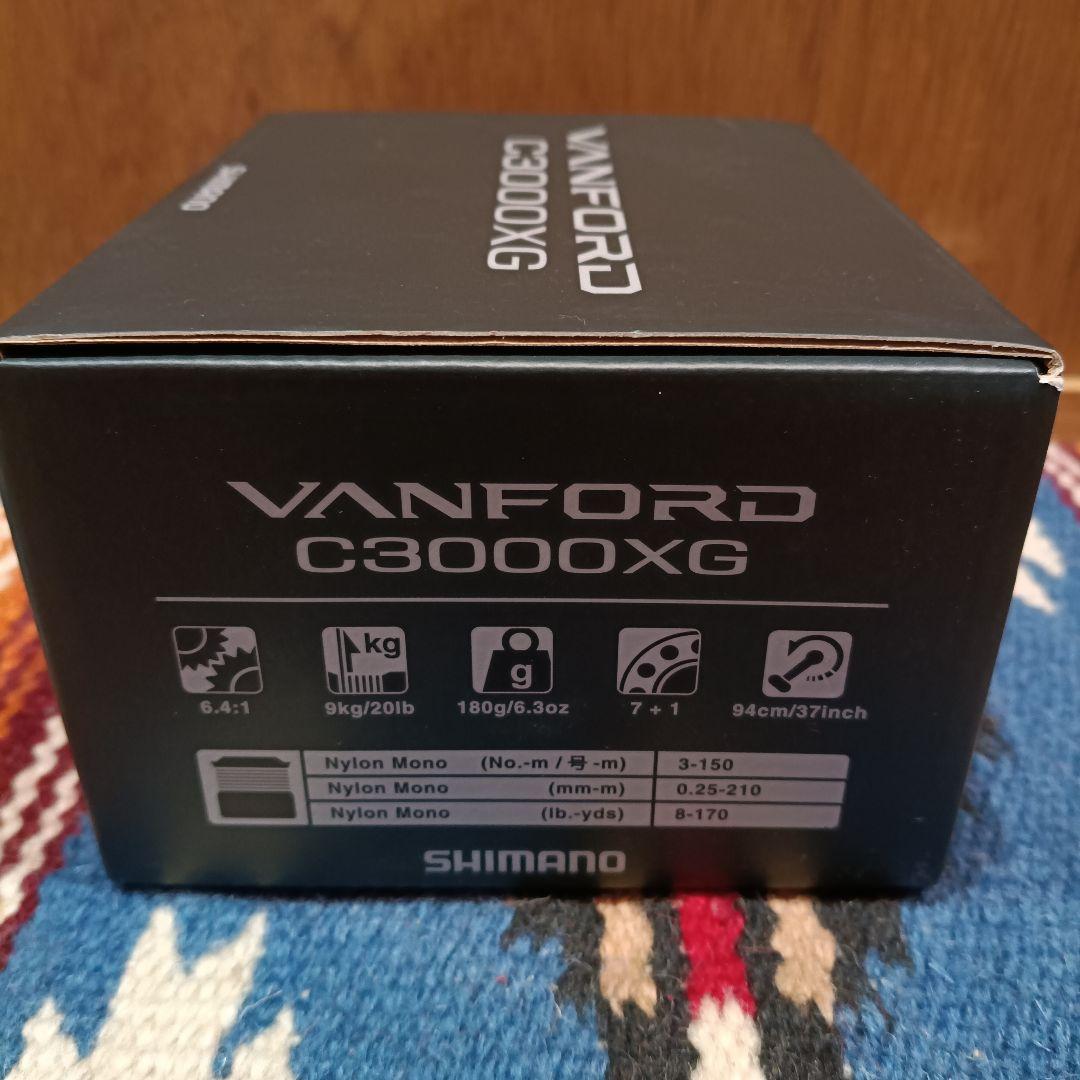 VANFORD
C3000XG
SHIMANO
VANFORD
C3000XG
kg
g
6.4:1
9kg/20lb
180g/6.3oz
7 + 1
94cm/37inch
Nylon Mono (No.-m / 号 -m) 3-150
Nylon Mono (mm-m) 0.25-210
Nylon Mono (lb.-yds) 8-170
SHIMANO